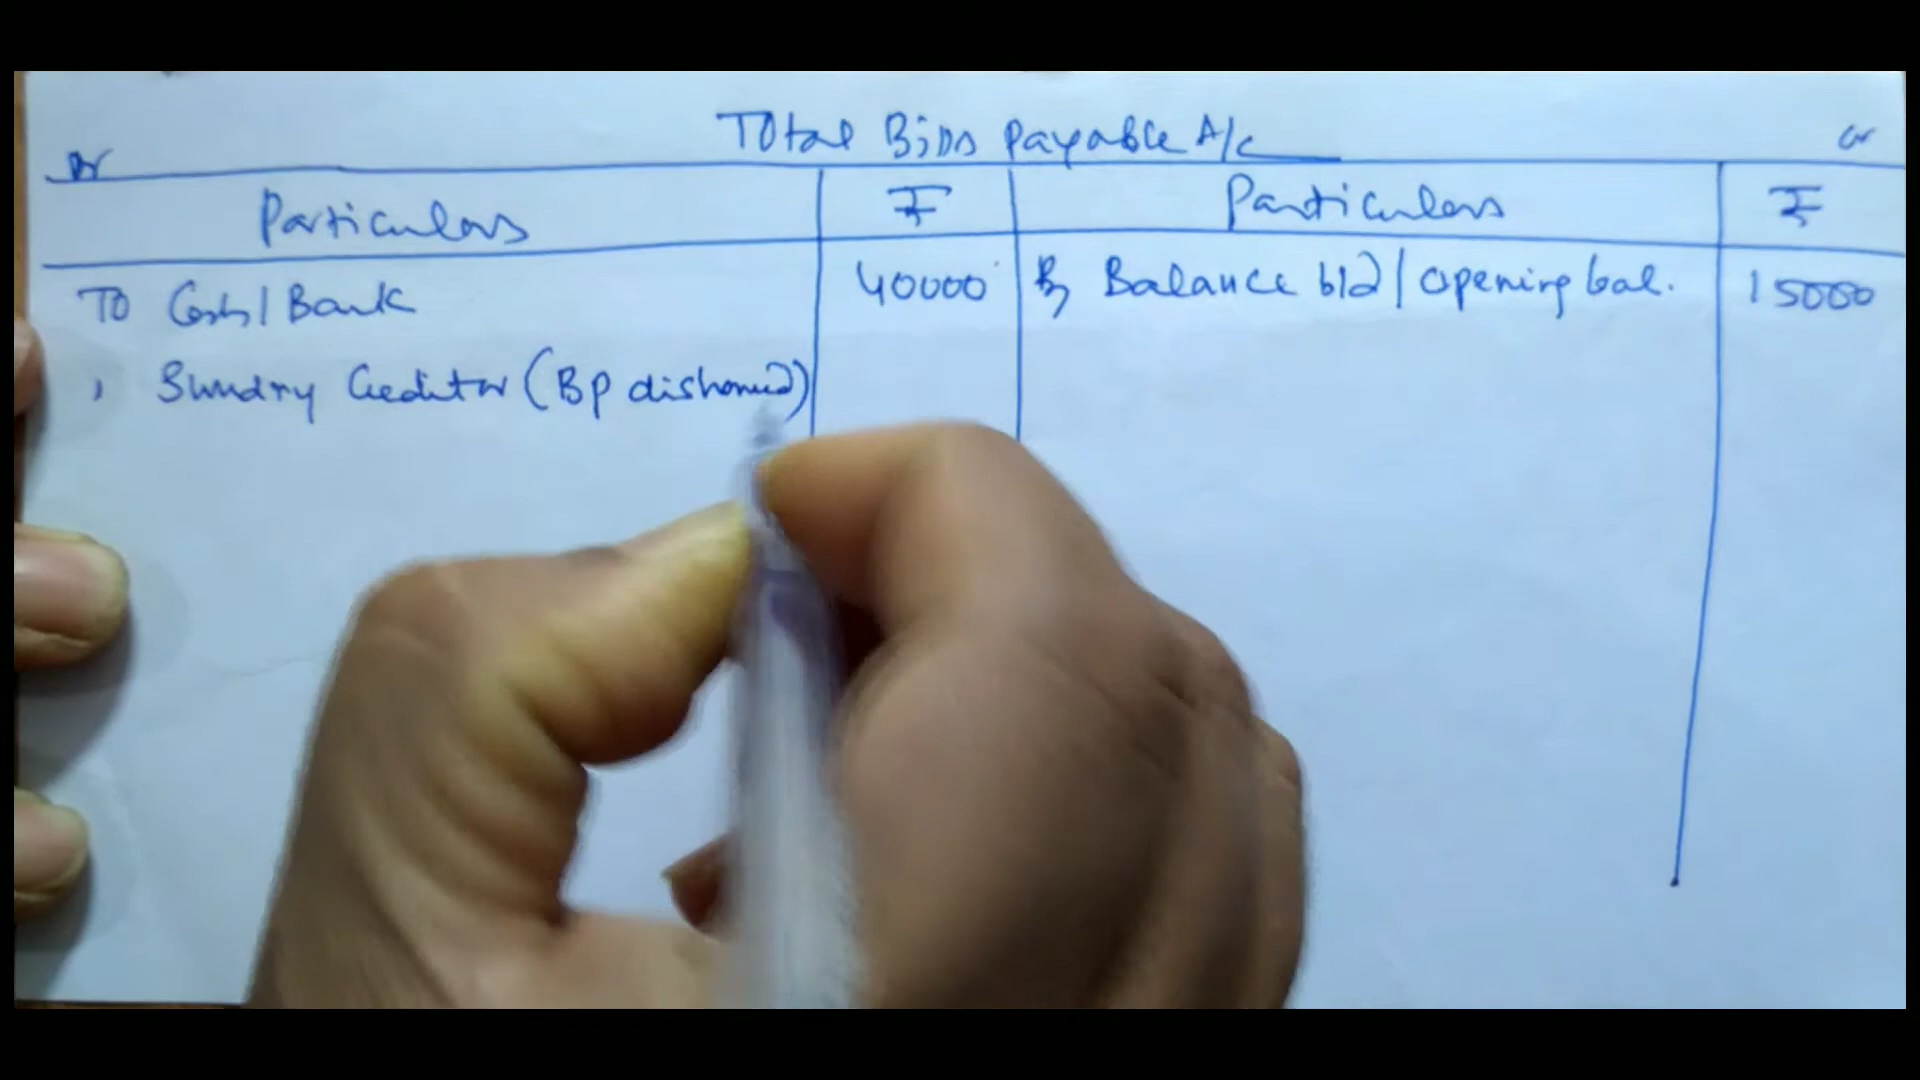 Total Bills Payable A/c
Dr Cr
Particulars ₹ Particulars ₹
To Cash/Bank 40000 By Balance b/d/opening bal. 15000
, Sundry Creditor (BP dishonured)